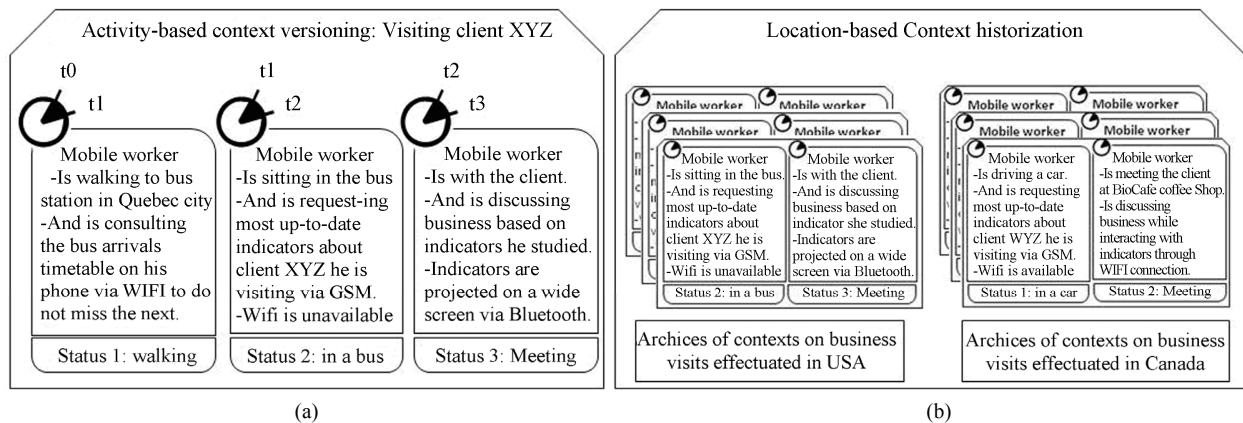 Activity-based context versioning: Visiting client XYZ
t0
t1
Mobile worker
-Is walking to bus
station in Quebec city
-And is consulting
the bus arrivals
timetable on his
phone via WIFI to do
not miss the next.
Status 1: walking
t1
t2
Mobile worker
-Is sitting in the bus
-And is request-ing
most up-to-date
indicators about
client XYZ he is
visiting via GSM.
-Wifi is unavailable
Status 2: in a bus
t2
t3
Mobile worker
-Is with the client.
-And is discussing
business based on
indicators he studied.
-Indicators are
projected on a wide
screen via Bluetooth.
Status 3: Meeting
(a)
Location-based Context historization
Mobile worker
Mobile worker
Mobile worker
Mobile worker
Mobile worker
-Is sitting in the bus.
-And is requesting
most up-to-date
indicators about
client XYZ he is
visiting via GSM.
-Wifi is unavailable
Status 2: in a bus
Mobile worker
-Is with the client.
-And is discussing
business based on
indicator she studied.
-Indicators are
projected on a wide
screen via Bluetooth.
Status 3: Meeting
Archices of contexts on business
visits effectuated in USA
Mobile worker
Mobile worker
Mobile worker
Mobile worker
Mobile worker
-Is driving a car.
-And is requesting
most up-to-date
indicators about
client WYZ he is
visiting via GSM.
-Wifi is available
Status 1: in a car
Mobile worker
-Is meeting the client
at BioCafe coffee Shop.
-Is discussing
business while
interacting with
indicators through
WIFI connection.
Status 2: Meeting
Archices of contexts on business
visits effectuated in Canada
(b)